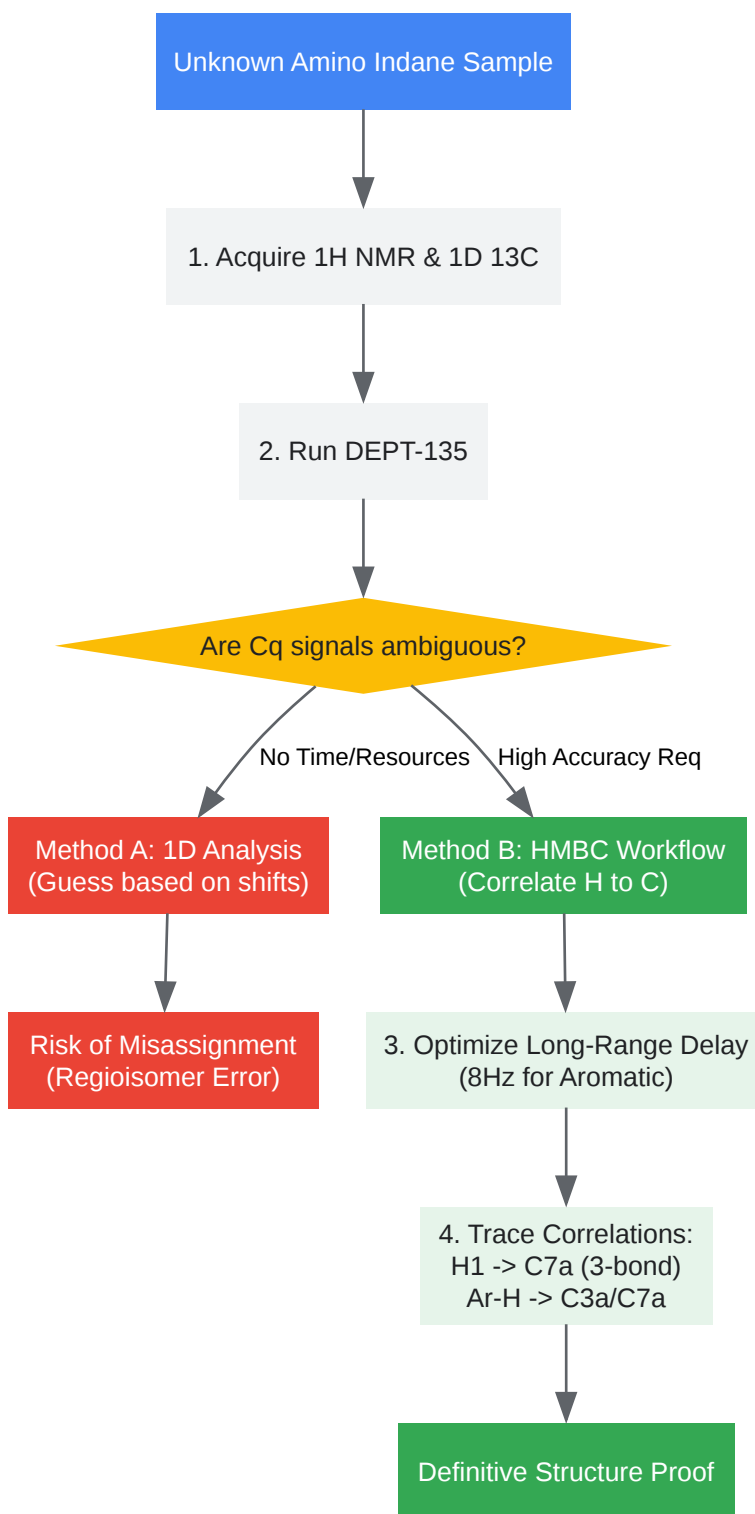 Unknown Amino Indane Sample
1. Acquire 1H NMR & 1D 13C
2. Run DEPT-135
Are Cq signals ambiguous?
No Time/Resources
High Accuracy Req
Method A: 1D Analysis
(Guess based on shifts)
Method B: HMBC Workflow
(Correlate H to C)
Risk of Misassignment
(Regioisomer Error)
3. Optimize Long-Range Delay
(8Hz for Aromatic)
4. Trace Correlations:
H1 -> C7a (3-bond)
Ar-H -> C3a/C7a
Definitive Structure Proof